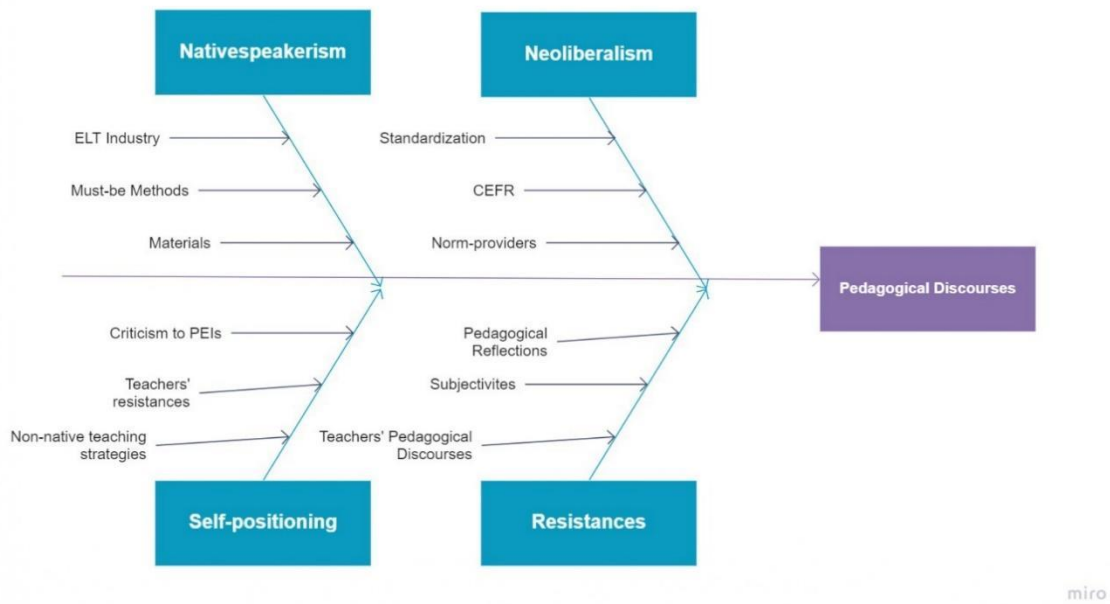 Nativespeakerism
Neoliberalism
ELT Industry
Must-be Methods
Materials
Standardization
CEFR
Norm-providers
Pedagogical Discourses
Criticism to PEIs
Teachers'
resistances
Non-native teaching
strategies
Pedagogical
Reflections
Subjectivites
Teachers' Pedagogical
Discourses
Self-positioning
Resistances
miro